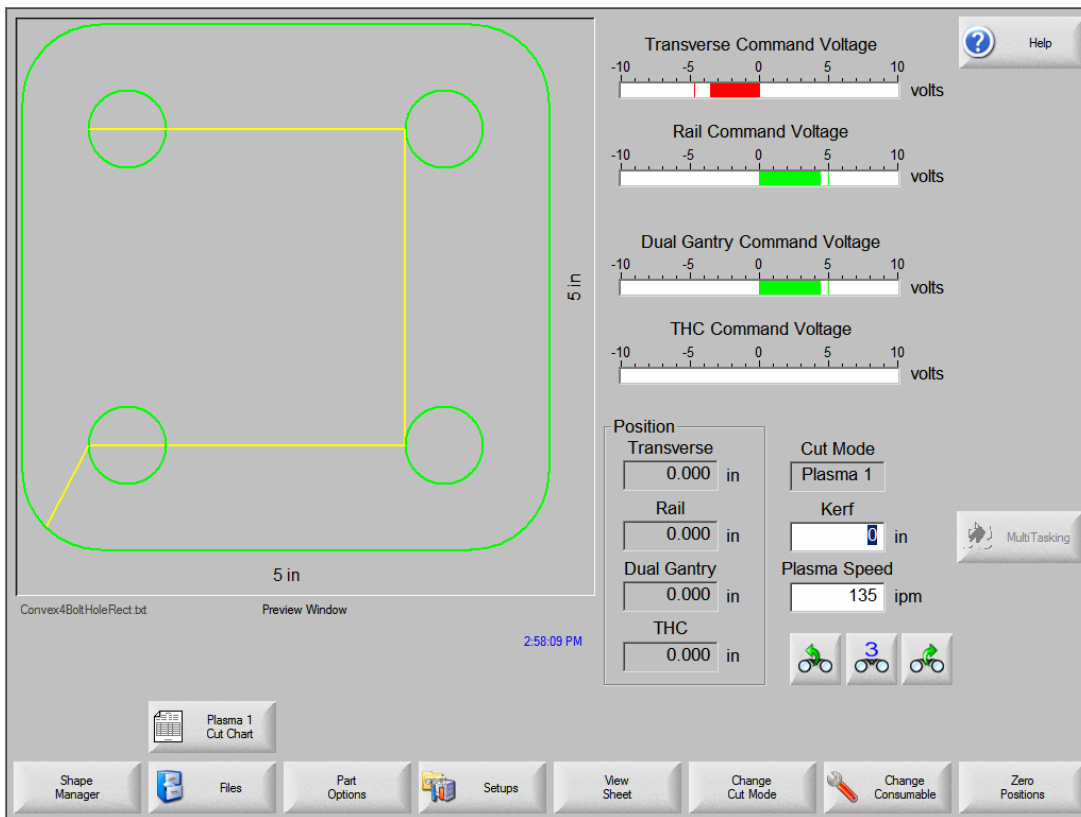 Transverse Command Voltage
-10 -5 0 5 10
volts
Rail Command Voltage
-10 -5 0 5 10
volts
Dual Gantry Command Voltage
-10 -5 0 5 10
volts
THC Command Voltage
-10 -5 0 5 10
volts
Help
5 in
5 in
Convex4BoltHoleRect.txt
Preview Window
2:58:09 PM
Position
Transverse
0.000 in
Rail
0.000 in
Dual Gantry
0.000 in
THC
0.000 in
Cut Mode
Plasma 1
Kerf
0 in
Plasma Speed
135 ipm
3
MultiTasking
Plasma 1
Cut Chart
Shape
Manager
Files
Part
Options
Setups
View
Sheet
Change
Cut Mode
Change
Consumable
Zero
Positions